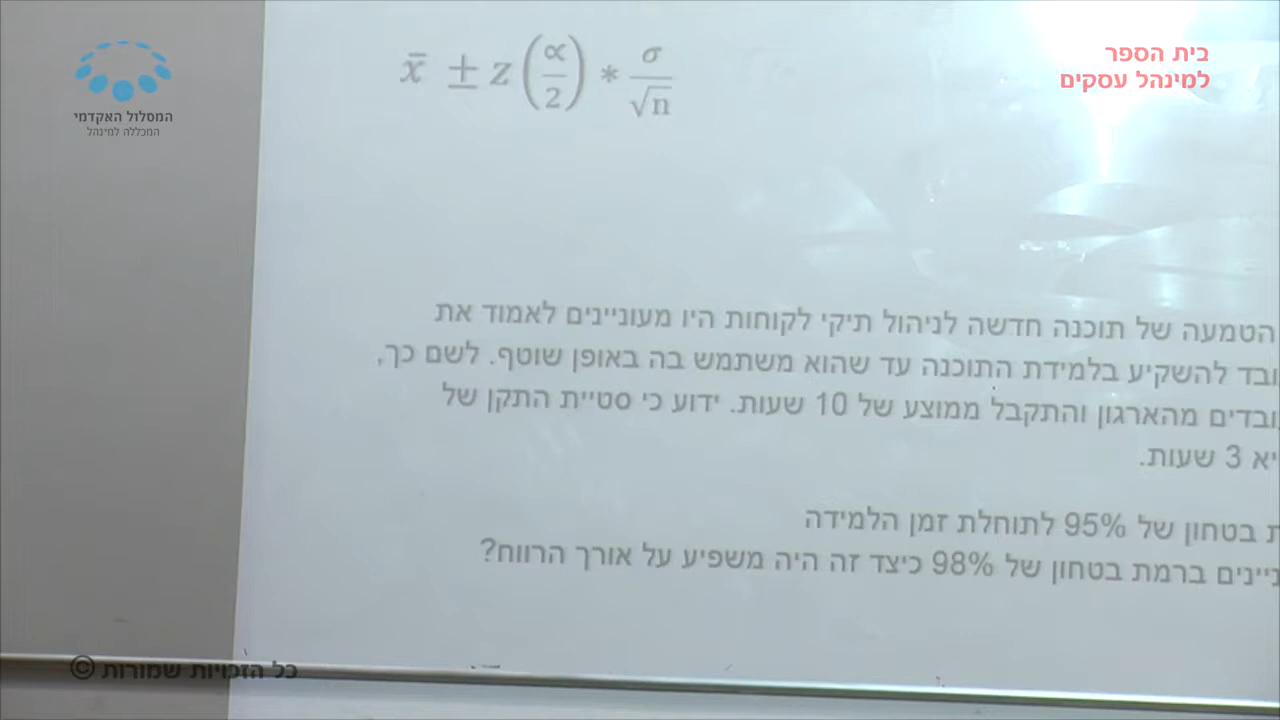 בית הספר
למינהל עסקים
המסלול האקדמי
המכללה למינהל
x̄ ± z(∝/2) * σ/√n
הטמעה של תוכנה חדשה לניהול תיקי לקוחות היו מעוניינים לאמוד את
ובד להשקיע בלמידת התוכנה עד שהוא משתמש בה באופן שוטף. לשם כך,
ובדים מהארגון והתקבל ממוצע של 10 שעות. ידוע כי סטיית התקן של
יא 3 שעות.
ת בטחון של 95% לתוחלת זמן הלמידה
ניינים ברמת בטחון של 98% כיצד זה היה משפיע על אורך הרווח?
כל הזכויות שמורות ©